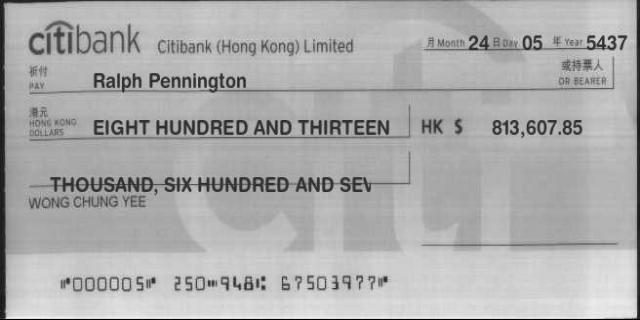 citibank Citibank (Hong Kong) Limited
月 Month 24 日 Day 05 年 Year 5437
祈付 或持票人
PAY Ralph Pennington OR BEARER
港元
HONG KONG DOLLARS EIGHT HUNDRED AND THIRTEEN HK $ 813,607.85
THOUSAND, SIX HUNDRED AND SEV
WONG CHUNG YEE
⑈000005⑈ 250⑉948⑆ 67503977⑈